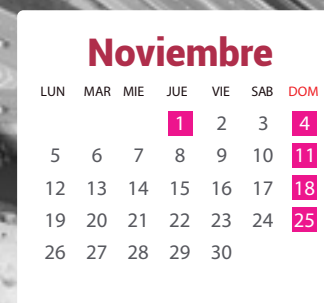 Noviembre
LUN MAR MIE JUE VIE SAB DOM
1 2 3 4
5 6 7 8 9 10 11
12 13 14 15 16 17 18
19 20 21 22 23 24 25
26 27 28 29 30